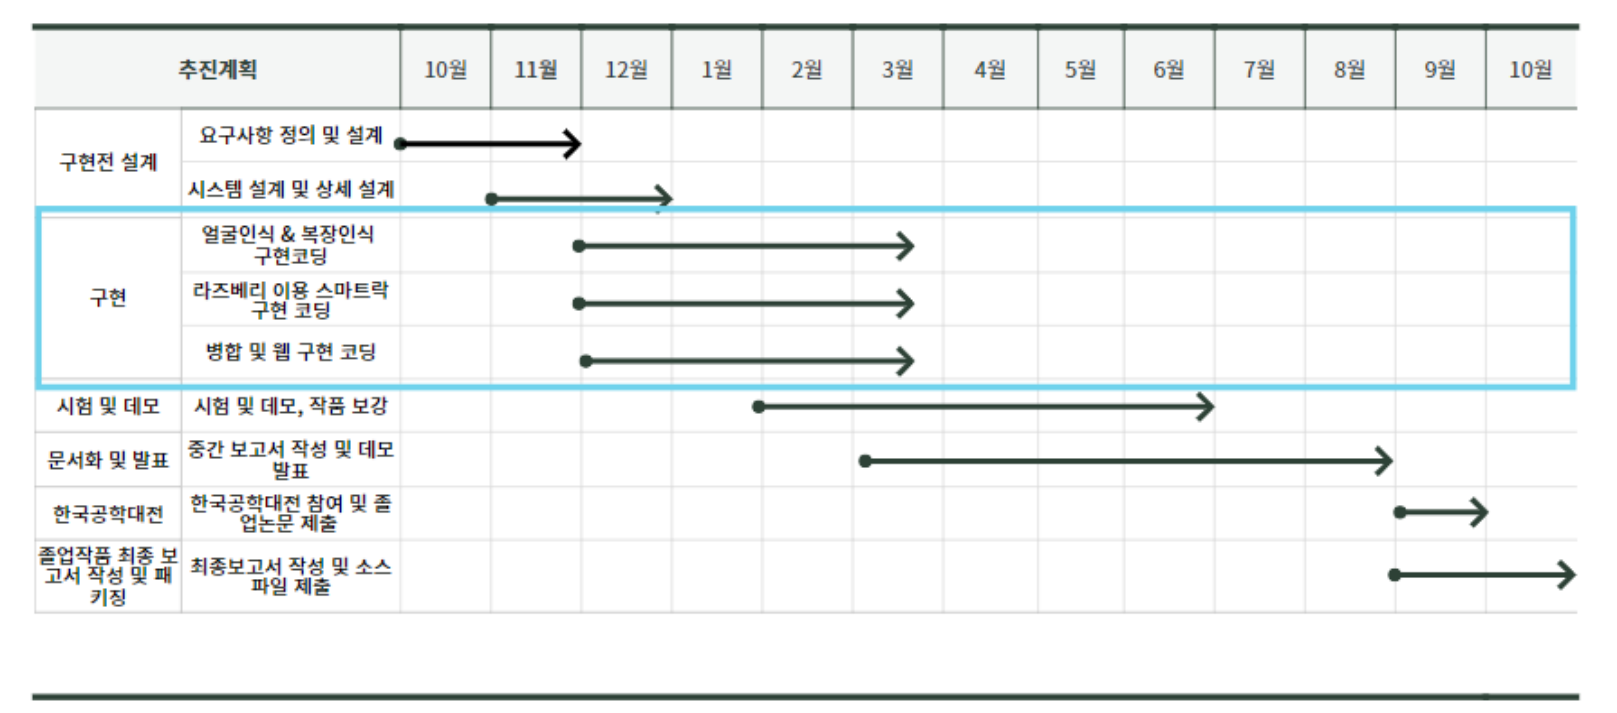 추진계획 10월 11월 12월 1월 2월 3월 4월 5월 6월 7월 8월 9월 10월
구현전 설계
요구사항 정의 및 설계
시스템 설계 및 상세 설계
구현
얼굴인식 & 복장인식
구현코딩
라즈베리 이용 스마트락
구현 코딩
병합 및 웹 구현 코딩
시험 및 데모
시험 및 데모, 작품 보강
문서화 및 발표
중간 보고서 작성 및 데모
발표
한국공학대전
한국공학대전 참여 및 졸
업논문 제출
졸업작품 최종 보
고서 작성 및 패
키징
최종보고서 작성 및 소스
파일 제출